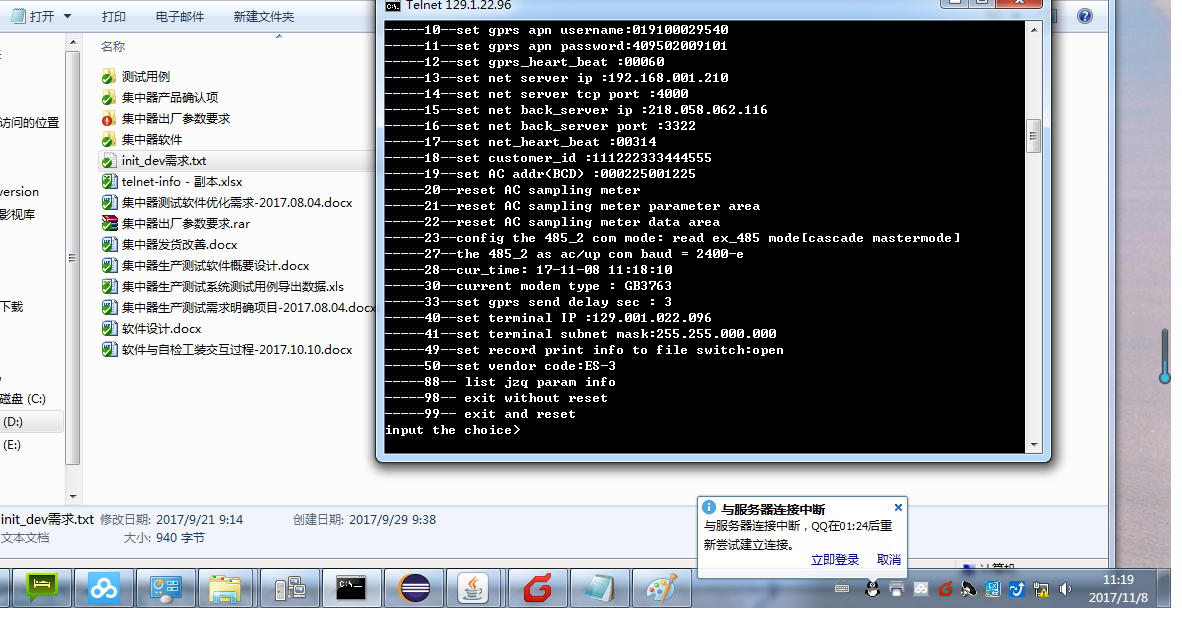 打开 打印 电子邮件 新建文件夹
名称
测试用例
集中器产品确认项
集中器出厂参数要求
集中器软件
init_dev需求.txt
telnet-info - 副本.xlsx
集中器测试软件优化需求-2017.08.04.docx
集中器出厂参数要求.rar
集中器发货改善.docx
集中器生产测试软件概要设计.docx
集中器生产测试系统测试用例导出数据.xls
集中器生产测试需求明确项目-2017.08.04.docx
软件设计.docx
软件与自检工装交互过程-2017.10.10.docx
访问的位置
version
影视库
下载
磁盘 (C:)
(D:)
(E:)
init_dev需求.txt 修改日期: 2017/9/21 9:14 创建日期: 2017/9/29 9:38
文本文档 大小: 940 字节
Telnet 129.1.22.96
-----10--set gprs apn username:019100029540
-----11--set gprs apn password:409502009101
-----12--set gprs_heart_beat :00060
-----13--set net server ip :192.168.001.210
-----14--set net server tcp port :4000
-----15--set net back_server ip :218.058.062.116
-----16--set net back_server port :3322
-----17--set net_heart_beat :00314
-----18--set customer_id :111222333444555
-----19--set AC addr(BCD) :000225001225
-----20--reset AC sampling meter
-----21--reset AC sampling meter parameter area
-----22--reset AC sampling meter data area
-----23--config the 485_2 com mode: read ex_485 mode[cascade mastermode]
-----27--the 485_2 as ac/up com baud = 2400-e
-----28--cur_time: 17-11-08 11:18:10
-----30--current modem type : GB3763
-----33--set gprs send delay sec : 3
-----40--set terminal IP :129.001.022.096
-----41--set terminal subnet mask:255.255.000.000
-----49--set record print info to file switch:open
-----50--set vendor code:ES-3
-----88-- list jzq param info
-----98-- exit without reset
-----99-- exit and reset
input the choice>
与服务器连接中断
与服务器连接中断，QQ在01:24后重
新尝试建立连接。
立即登录 取消
计算机
11:19
2017/11/8